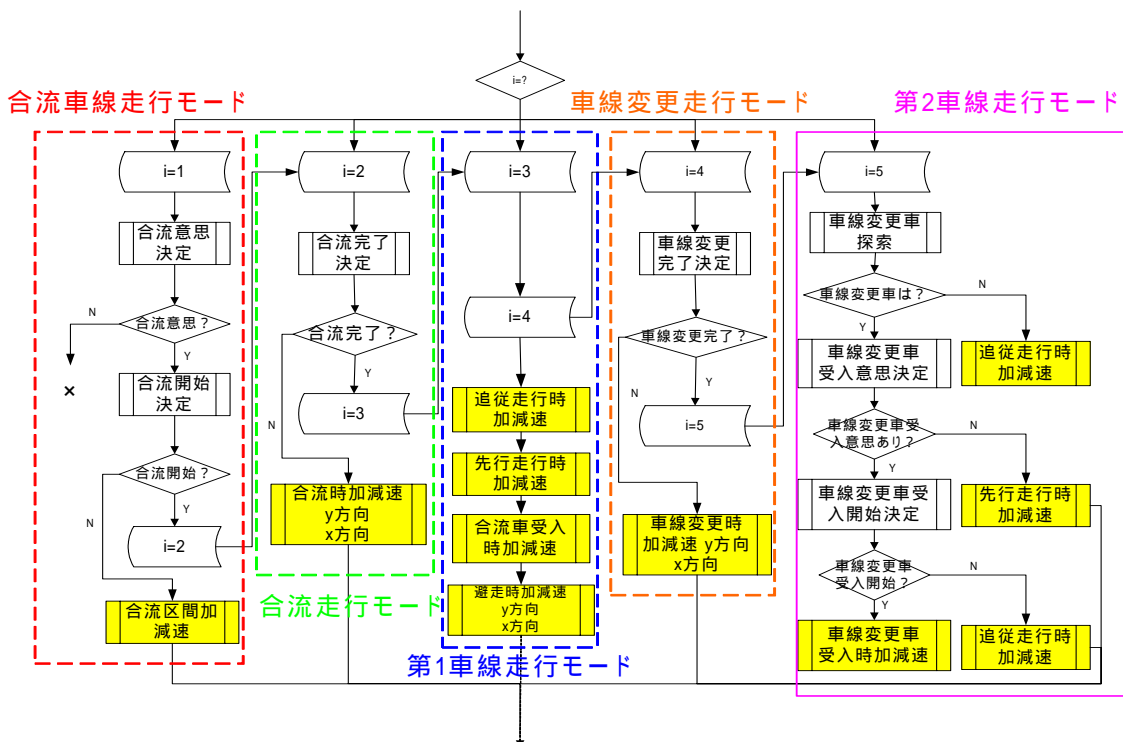 i=?
合流車線走行モード
i=1
合流意思
決定
合流意思？
N
Y
×
合流開始
決定
合流開始？
N
Y
i=2
合流区間加
減速
i=2
合流完了
決定
合流完了？
Y
N
i=3
合流時加減速
y方向
x方向
合流走行モード
i=3
i=4
追従走行時
加減速
先行走行時
加減速
合流車受入
時加減速
避走時加減速
y方向
x方向
第1車線走行モード
車線変更走行モード
i=4
車線変更
完了決定
車線変更完了？
Y
N
i=5
車線変更時
加減速 y方向
x方向
第2車線走行モード
i=5
車線変更車
探索
車線変更車は？
N
Y
車線変更車
受入意思決定
追従走行時
加減速
車線変更車受
入意思あり？
N
Y
車線変更車受
入開始決定
先行走行時
加減速
車線変更車
受入開始？
N
Y
車線変更車
受入時加減速
追従走行時
加減速